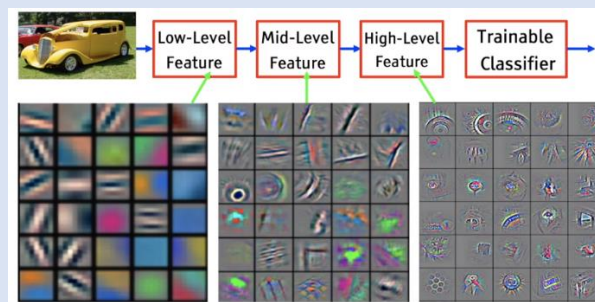 Low-Level
Feature
Mid-Level
Feature
High-Level
Feature
Trainable
Classifier